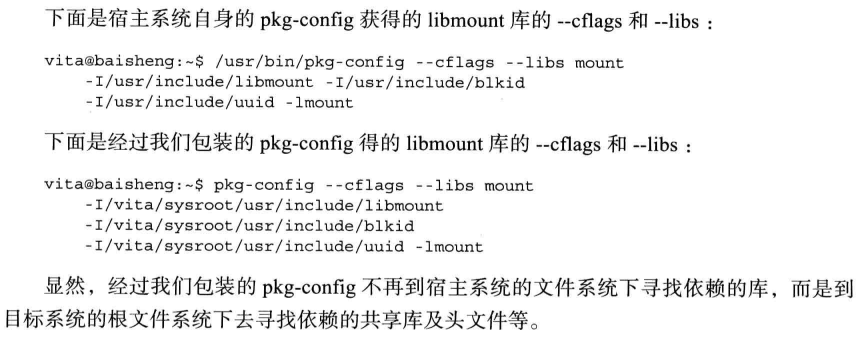 下面是宿主系统自身的 pkg-config 获得的 libmount 库的 --cflags 和 --libs：
vita@baisheng:~$ /usr/bin/pkg-config --cflags --libs mount
-I/usr/include/libmount -I/usr/include/blkid
-I/usr/include/uuid -lmount
下面是经过我们包装的 pkg-config 得的 libmount 库的 --cflags 和 --libs：
vita@baisheng:~$ pkg-config --cflags --libs mount
-I/vita/sysroot/usr/include/libmount
-I/vita/sysroot/usr/include/blkid
-I/vita/sysroot/usr/include/uuid -lmount
显然，经过我们包装的 pkg-config 不再到宿主系统的文件系统下寻找依赖的库，而是到
目标系统的根文件系统下去寻找依赖的共享库及头文件等。